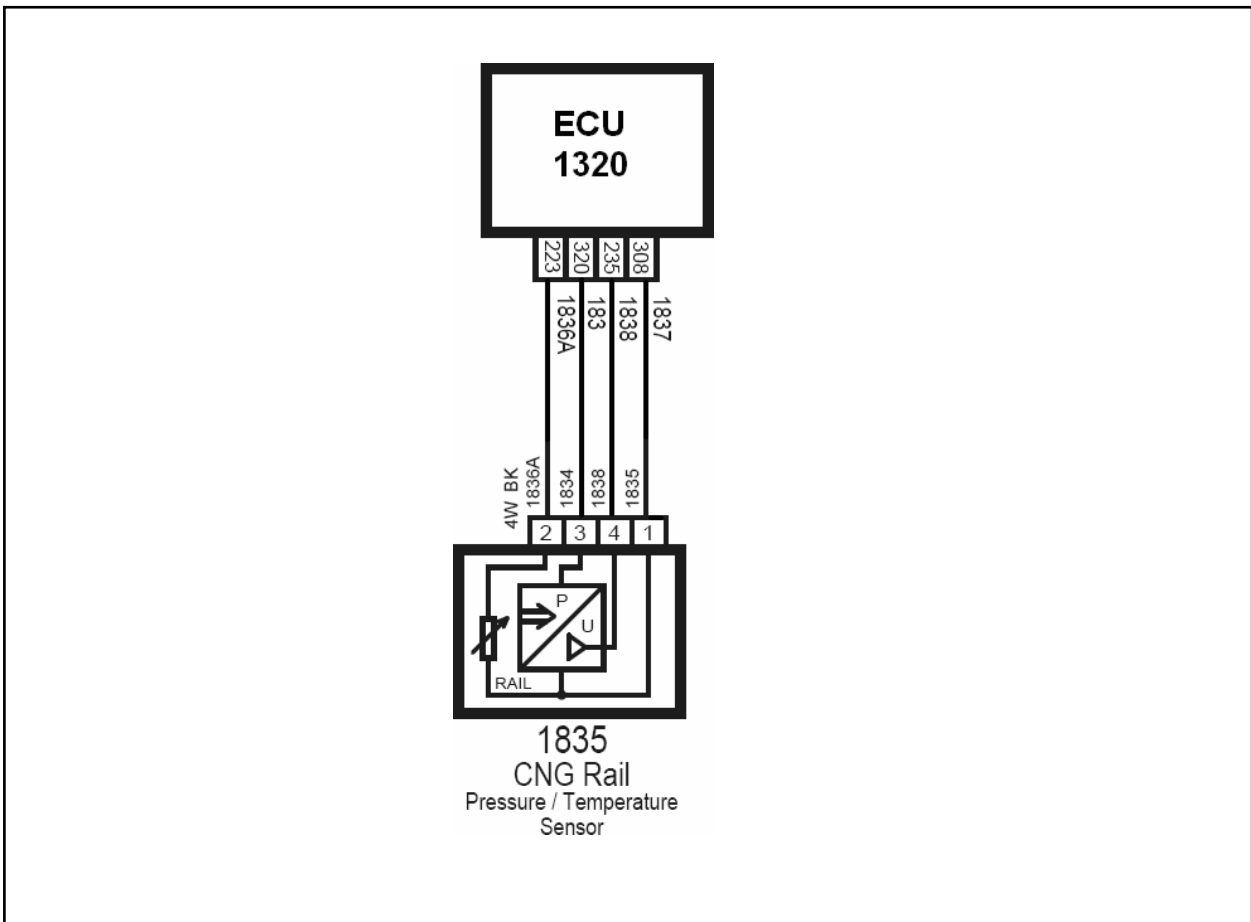 ECU
1320
223 320 235 308
1836A 183 1838 1837
4W BK 1836A 1834 1838 1835
2 3 4 1
P
U
RAIL
1835
CNG Rail
Pressure / Temperature
Sensor